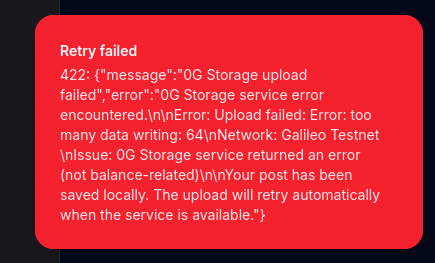 Retry failed
422: {"message":"0G Storage upload
failed","error":"0G Storage service error
encountered.\n\nError: Upload failed: Error: too
many data writing: 64\nNetwork: Galileo Testnet
\nIssue: 0G Storage service returned an error
(not balance-related)\n\nYour post has been
saved locally. The upload will retry automatically
when the service is available."}